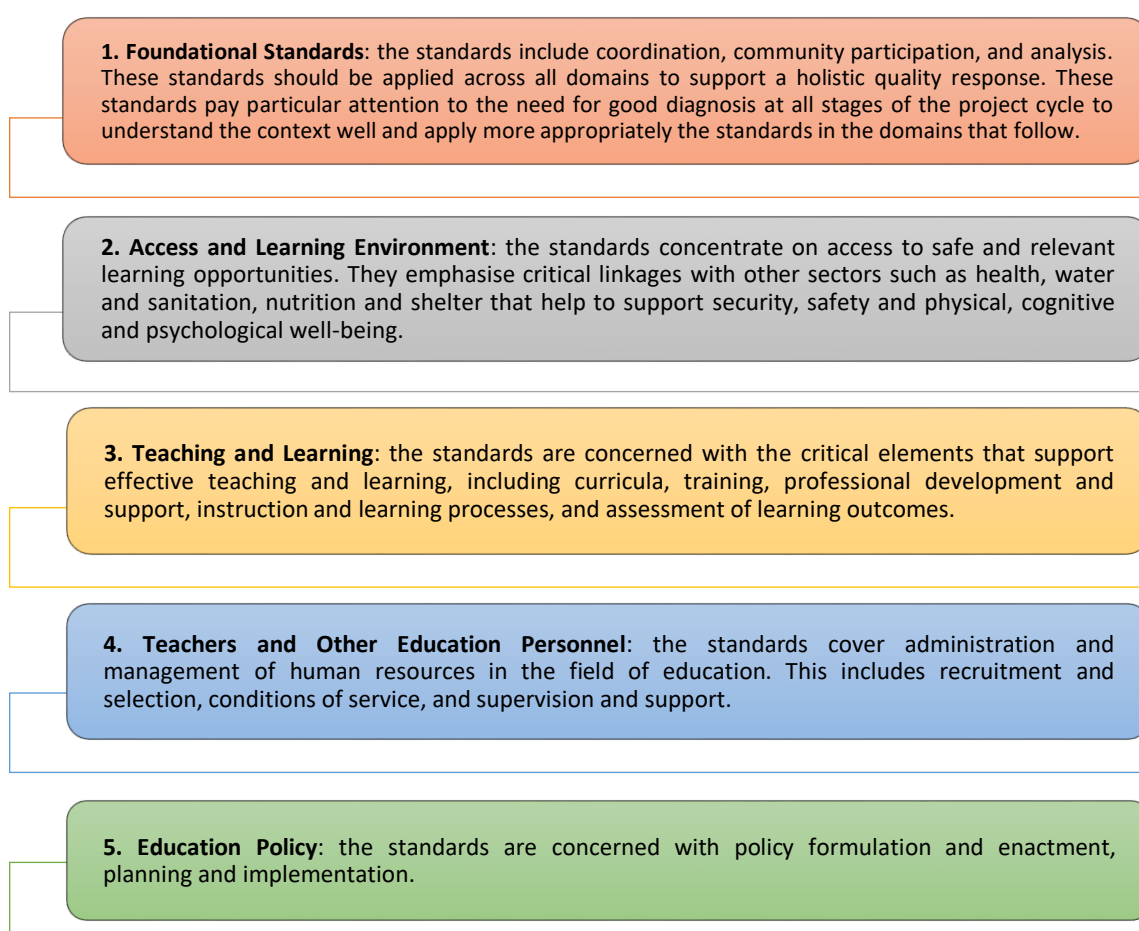 1. Foundational Standards: the standards include coordination, community participation, and analysis.
These standards should be applied across all domains to support a holistic quality response. These
standards pay particular attention to the need for good diagnosis at all stages of the project cycle to
understand the context well and apply more appropriately the standards in the domains that follow.
2. Access and Learning Environment: the standards concentrate on access to safe and relevant
learning opportunities. They emphasise critical linkages with other sectors such as health, water
and sanitation, nutrition and shelter that help to support security, safety and physical, cognitive
and psychological well-being.
3. Teaching and Learning: the standards are concerned with the critical elements that support
effective teaching and learning, including curricula, training, professional development and
support, instruction and learning processes, and assessment of learning outcomes.
4. Teachers and Other Education Personnel: the standards cover administration and
management of human resources in the field of education. This includes recruitment and
selection, conditions of service, and supervision and support.
5. Education Policy: the standards are concerned with policy formulation and enactment,
planning and implementation.